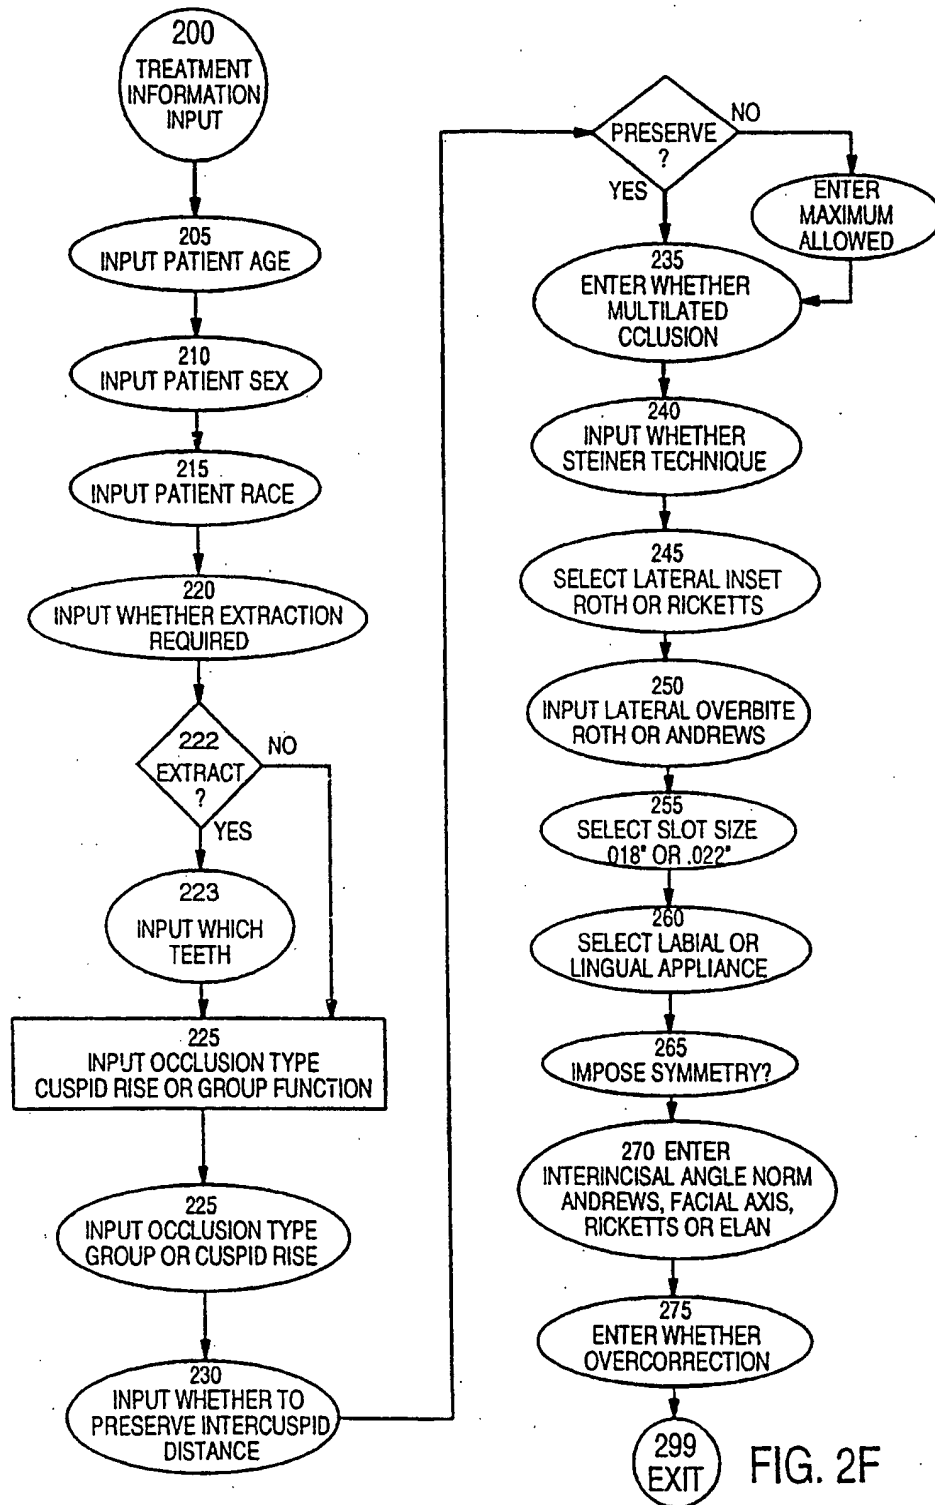 200
TREATMENT
INFORMATION
INPUT
205
INPUT PATIENT AGE
210
INPUT PATIENT SEX
215
INPUT PATIENT RACE
220
INPUT WHETHER EXTRACTION
REQUIRED
222
EXTRACT
?
NO
YES
223
INPUT WHICH
TEETH
225
INPUT OCCLUSION TYPE
CUSPID RISE OR GROUP FUNCTION
225
INPUT OCCLUSION TYPE
GROUP OR CUSPID RISE
230
INPUT WHETHER TO
PRESERVE INTERCUSPID
DISTANCE
PRESERVE
?
NO
YES
ENTER
MAXIMUM
ALLOWED
235
ENTER WHETHER
MULTILATED
CCLUSION
240
INPUT WHETHER
STEINER TECHNIQUE
245
SELECT LATERAL INSET
ROTH OR RICKETTS
250
INPUT LATERAL OVERBITE
ROTH OR ANDREWS
255
SELECT SLOT SIZE
.018" OR .022"
260
SELECT LABIAL OR
LINGUAL APPLIANCE
265
IMPOSE SYMMETRY?
270 ENTER
INTERINCISAL ANGLE NORM
ANDREWS, FACIAL AXIS,
RICKETTS OR ELAN
275
ENTER WHETHER
OVERCORRECTION
299
EXIT
FIG. 2F